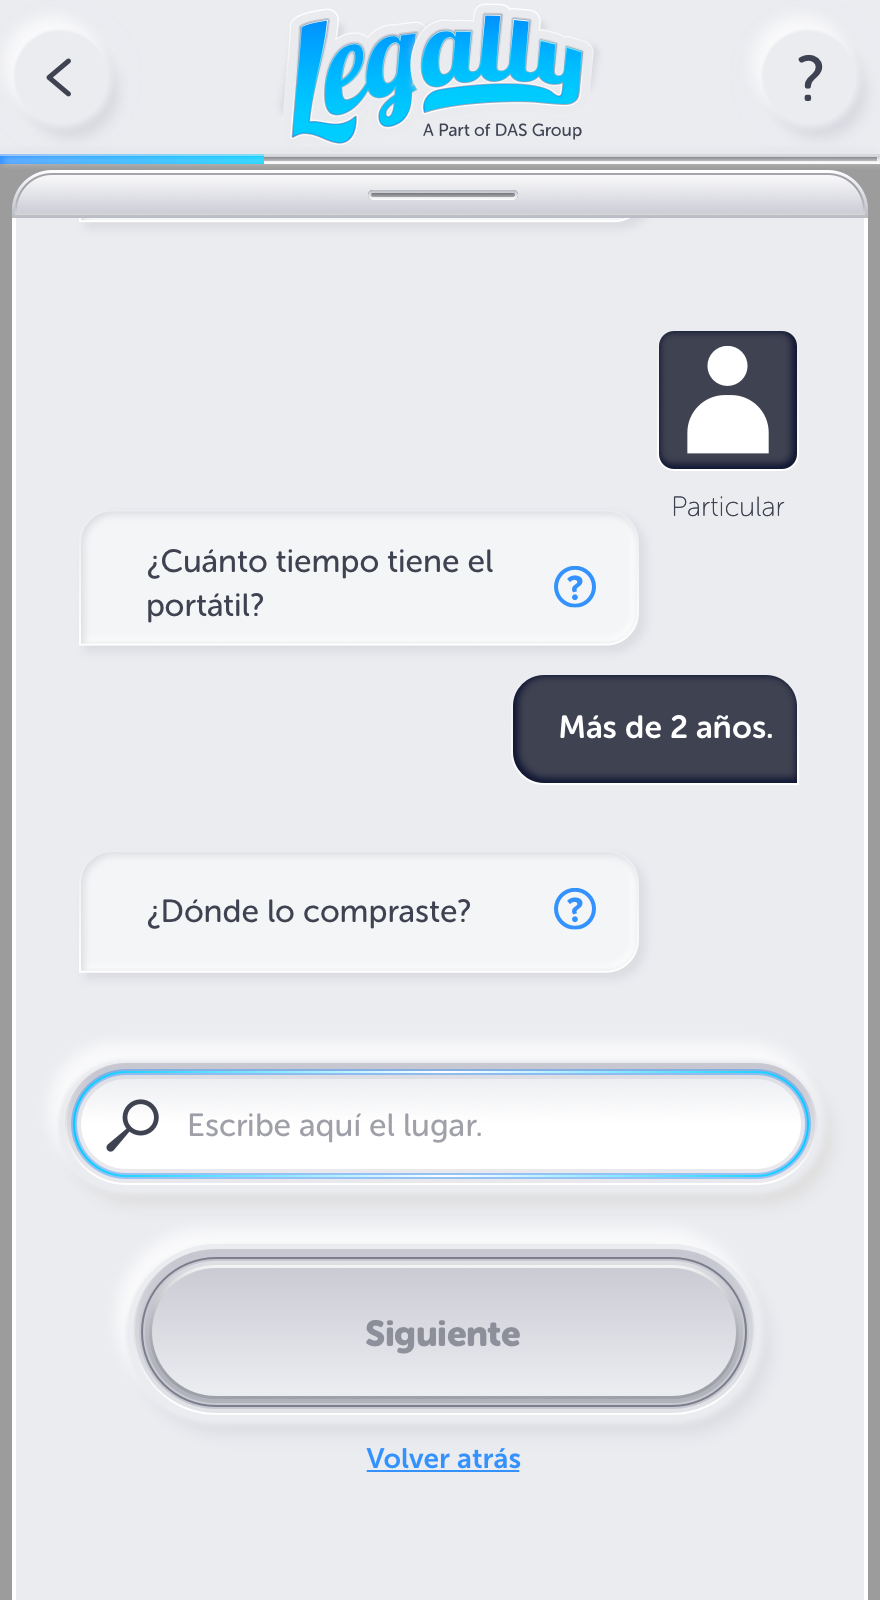 Legally
A Part of DAS Group
?
Particular
¿Cuánto tiempo tiene el
portátil?
?
Más de 2 años.
¿Dónde lo compraste?
?
Escribe aquí el lugar.
Siguiente
Volver atrás